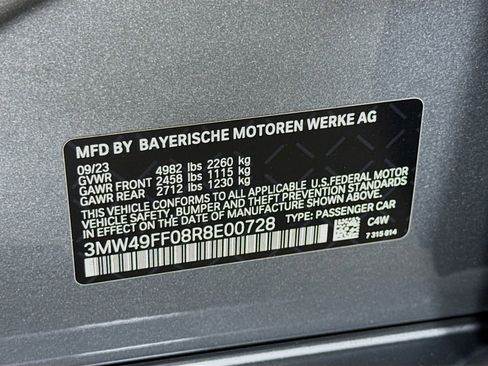 MFD BY BAYERISCHE MOTOREN WERKE AG
09/23
GVWR 4982 lbs 2260 kg
GAWR FRONT 2458 lbs 1115 kg
GAWR REAR 2712 lbs 1230 kg
THIS VEHICLE CONFORMS TO ALL APPLICABLE U.S. FEDERAL MOTOR
VEHICLE SAFETY, BUMPER, AND THEFT PREVENTION STANDARDS IN
EFFECT ON THE DATE OF MANUFACTURE SHOWN ABOVE.
3MW49FF08R8E00728 TYPE: PASSENGER CAR
C4W
7 315 814